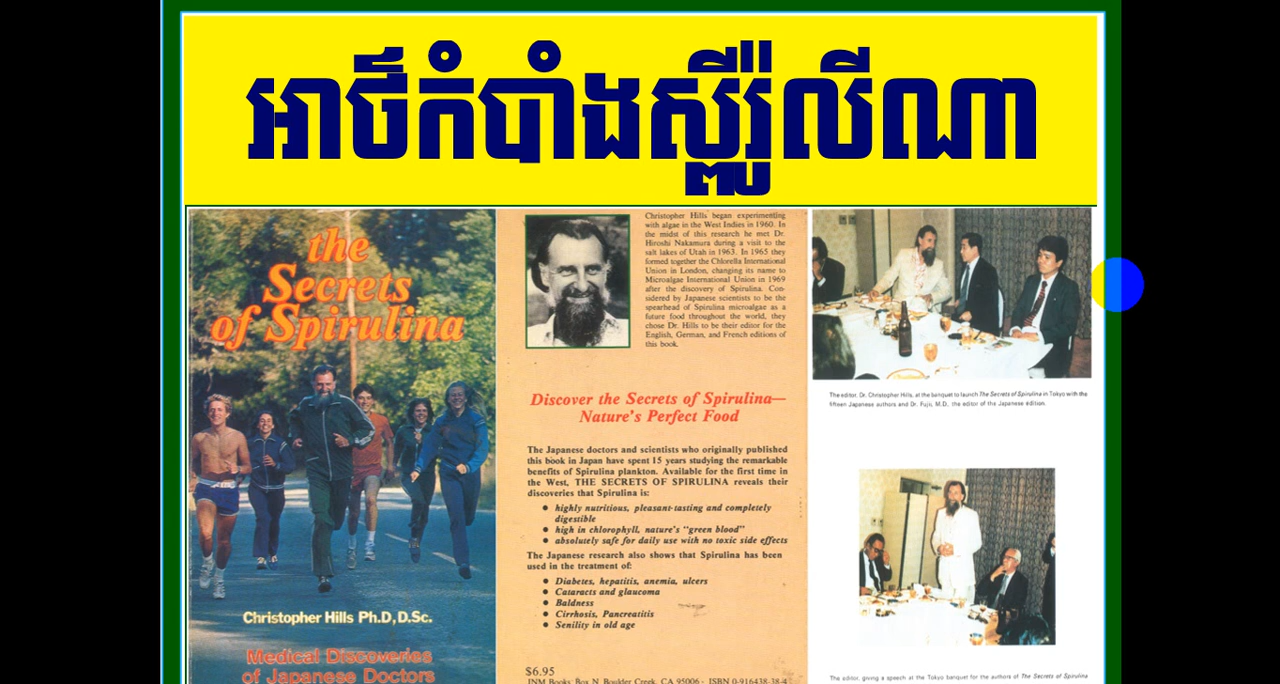 អាថ៏កំបាំងស្ពីរ៉ូលីណា
the
Secrets
of Spirulina
Christopher Hills Ph.D, D.Sc.
Medical Discoveries
of Japanese Doctors
Christopher Hills began experimenting
with algae in the West Indies in 1960. In
the midst of this research he met Dr.
Hiroshi Nakamura during a visit to the
salt lakes of Utah in 1963. In 1965 they
formed together the Chlorella International
Union in London, changing its name to
Microalgae International Union in 1969
after the discovery of Spirulina. Con-
sidered by Japanese scientists to be the
spearhead of Spirulina microalgae as a
future food throughout the world, they
chose Dr. Hills to be their editor for the
English, German, and French editions of
this book.
Discover the Secrets of Spirulina—
Nature's Perfect Food
The Japanese doctors and scientists who originally published
this book in Japan have spent 15 years studying the remarkable
benefits of Spirulina plankton. Available for the first time in
the West, THE SECRETS OF SPIRULINA reveals their
discoveries that Spirulina is:
● highly nutritious, pleasant-tasting and completely
digestible
● high in chlorophyll, nature's "green blood"
● absolutely safe for daily use with no toxic side effects
The Japanese research also shows that Spirulina has been
used in the treatment of:
● Diabetes, hepatitis, anemia, ulcers
● Cataracts and glaucoma
● Baldness
● Cirrhosis, Pancreatitis
● Senility in old age
$6.95
UNM Books: Box N, Boulder Creek, CA 95006 - ISBN 0-916438-38-4
The editor, Dr. Christopher Hills, at the banquet to launch The Secrets of Spirulina in Tokyo with the
fifteen Japanese authors and Dr. Fujii, M.D., the editor of the Japanese edition.
The editor, giving a speech at the Tokyo banquet for the authors of The Secrets of Spirulina